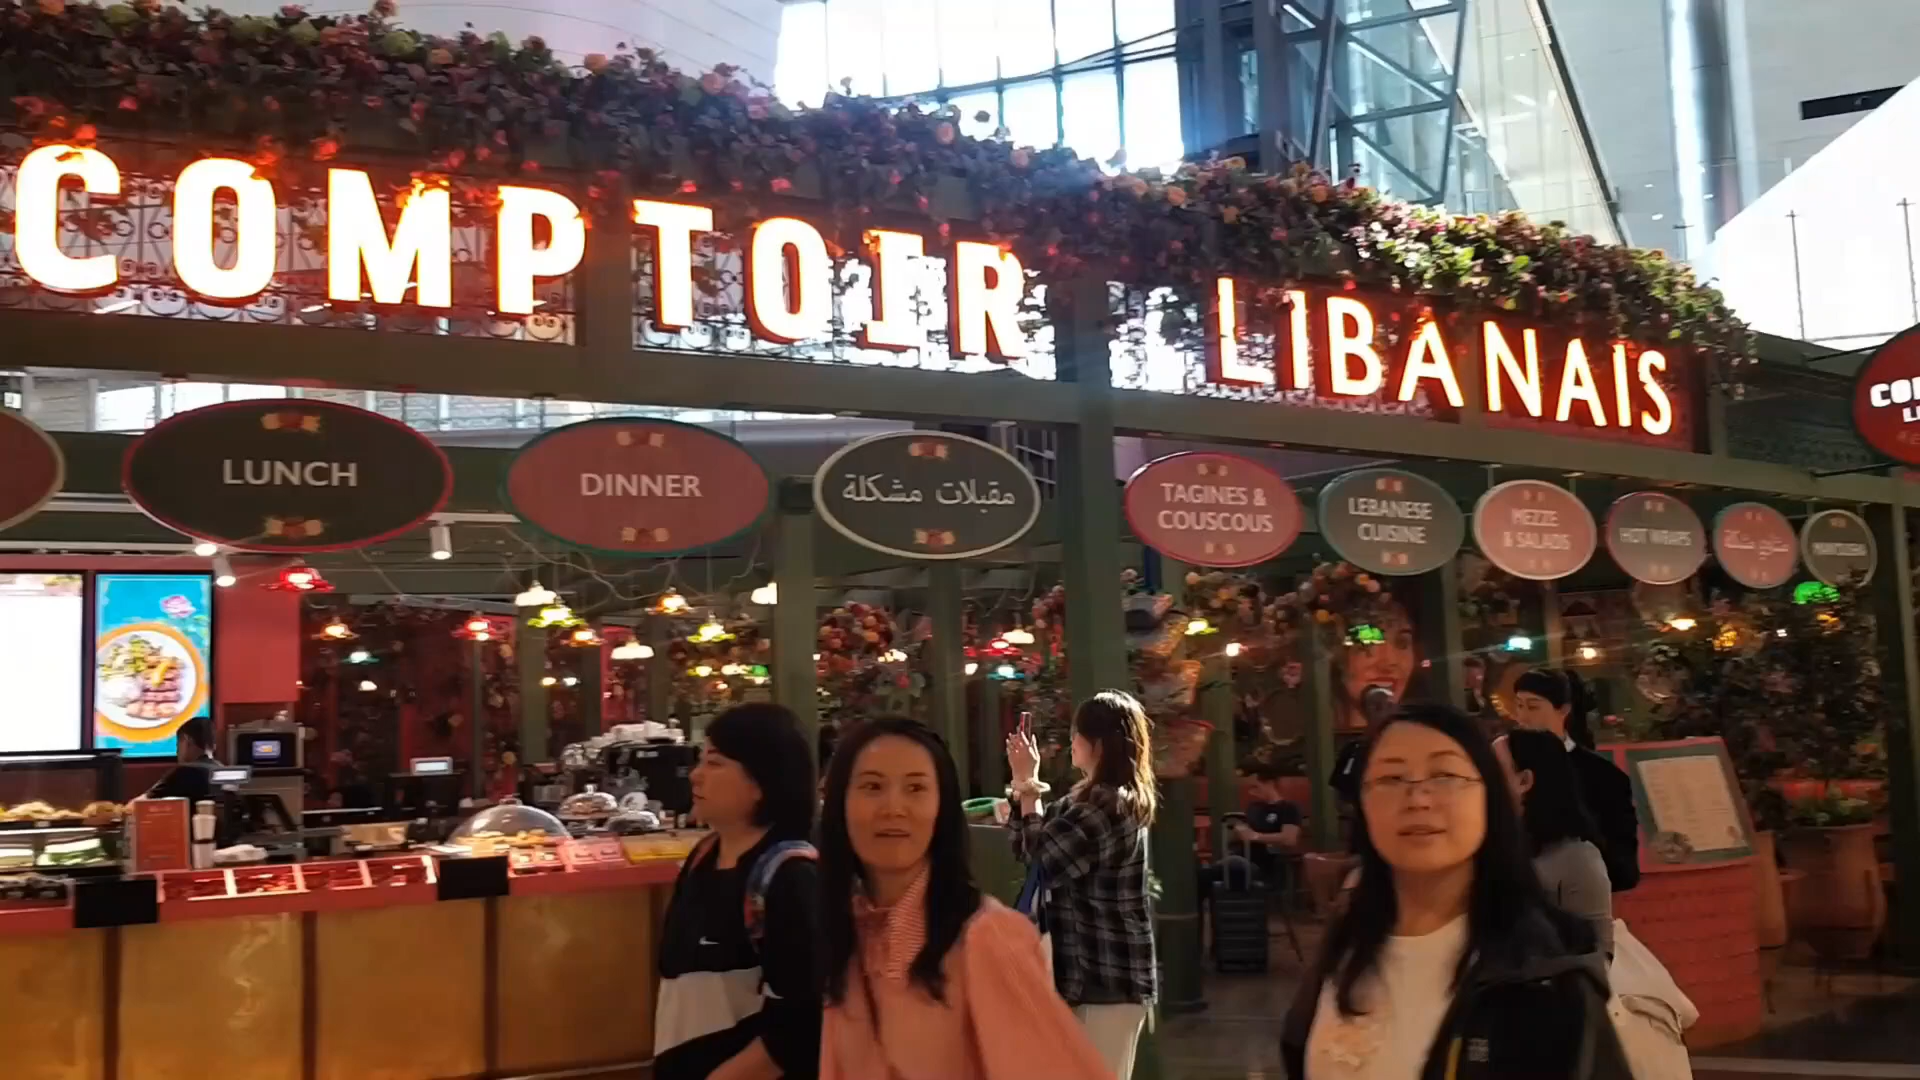 COMPTOIR LIBANAIS
LUNCH
DINNER
مقبلات مشكلة
TAGINES &
COUSCOUS
LEBANESE
CUISINE
MEZZE
& SALADS
HOT WRAPS